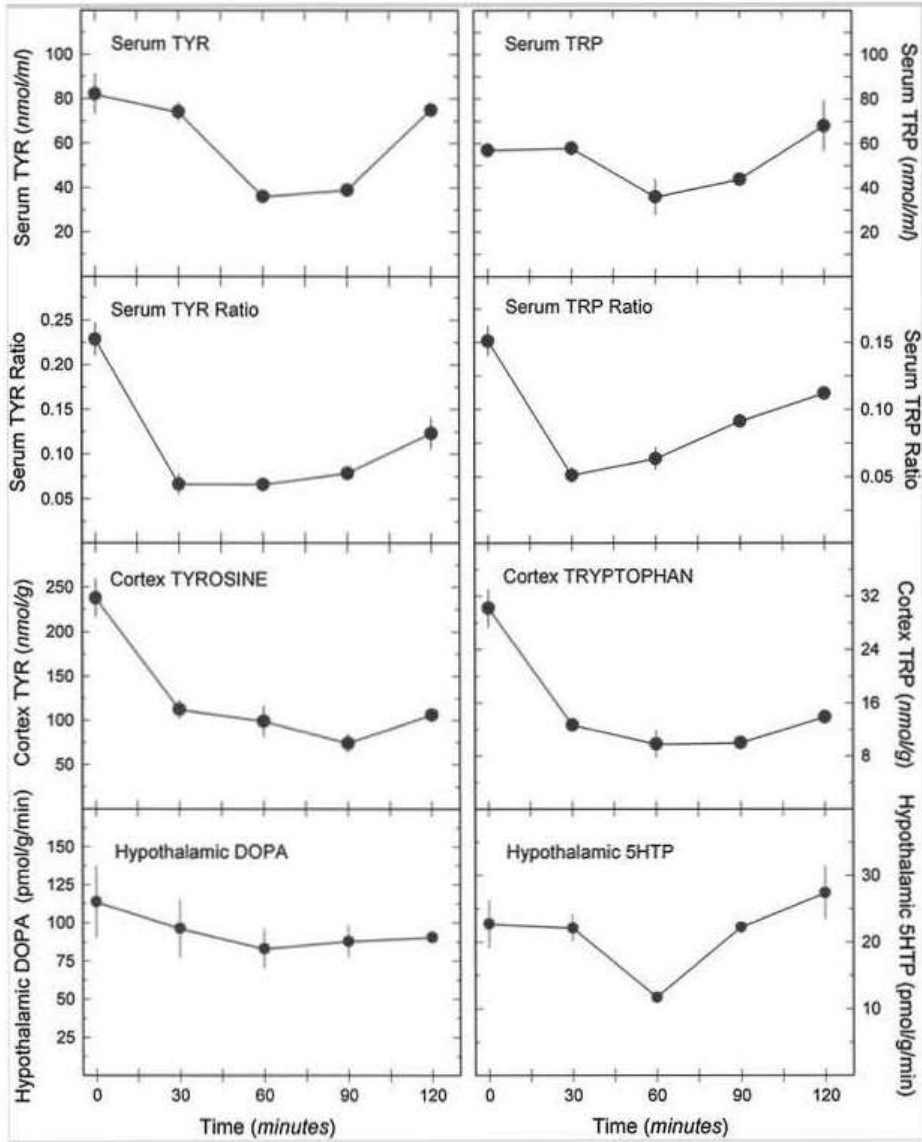 Serum TYR
Serum TYR (nmol/ml)
100
80
60
40
20
Serum TRP
100
80
60
40
20
Serum TRP (nmol/ml)
Serum TYR Ratio
Serum TYR Ratio
0.25
0.20
0.15
0.10
0.05
Serum TRP Ratio
0.15
0.10
0.05
Serum TRP Ratio
Cortex TYROSINE
Cortex TYR (nmol/g)
250
200
150
100
50
Cortex TRYPTOPHAN
32
24
16
8
Cortex TRP (nmol/g)
Hypothalamic DOPA
Hypothalamic DOPA (pmol/g/min)
150
125
100
75
50
25
Hypothalamic 5HTP
30
20
10
Hypothalamic 5HTP (pmol/g/min)
0 30 60 90 120
0 30 60 90 120
Time (minutes)
Time (minutes)